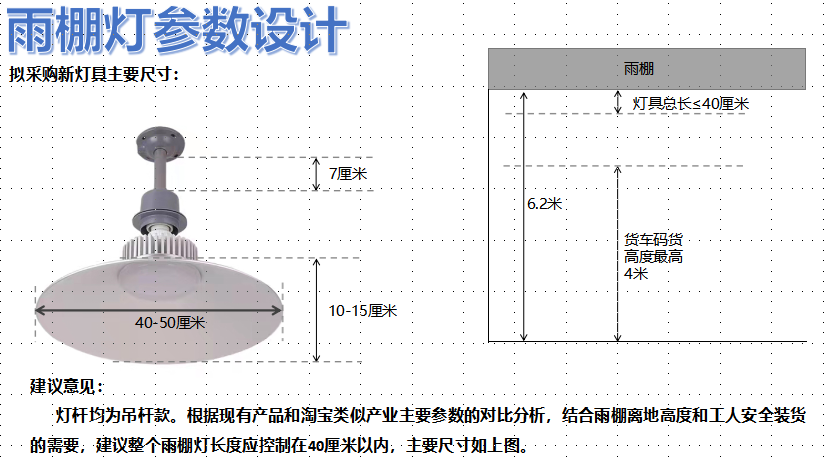 雨棚灯参数设计
拟采购新灯具主要尺寸：
雨棚
灯具总长≤40厘米
7厘米
6.2米
货车码货
高度最高
4米
10-15厘米
40-50厘米
建议意见：
灯杆均为吊杆款。根据现有产品和淘宝类似产业主要参数的对比分析，结合雨棚离地高度和工人安全装货
的需要，建议整个雨棚灯长度应控制在40厘米以内，主要尺寸如上图。